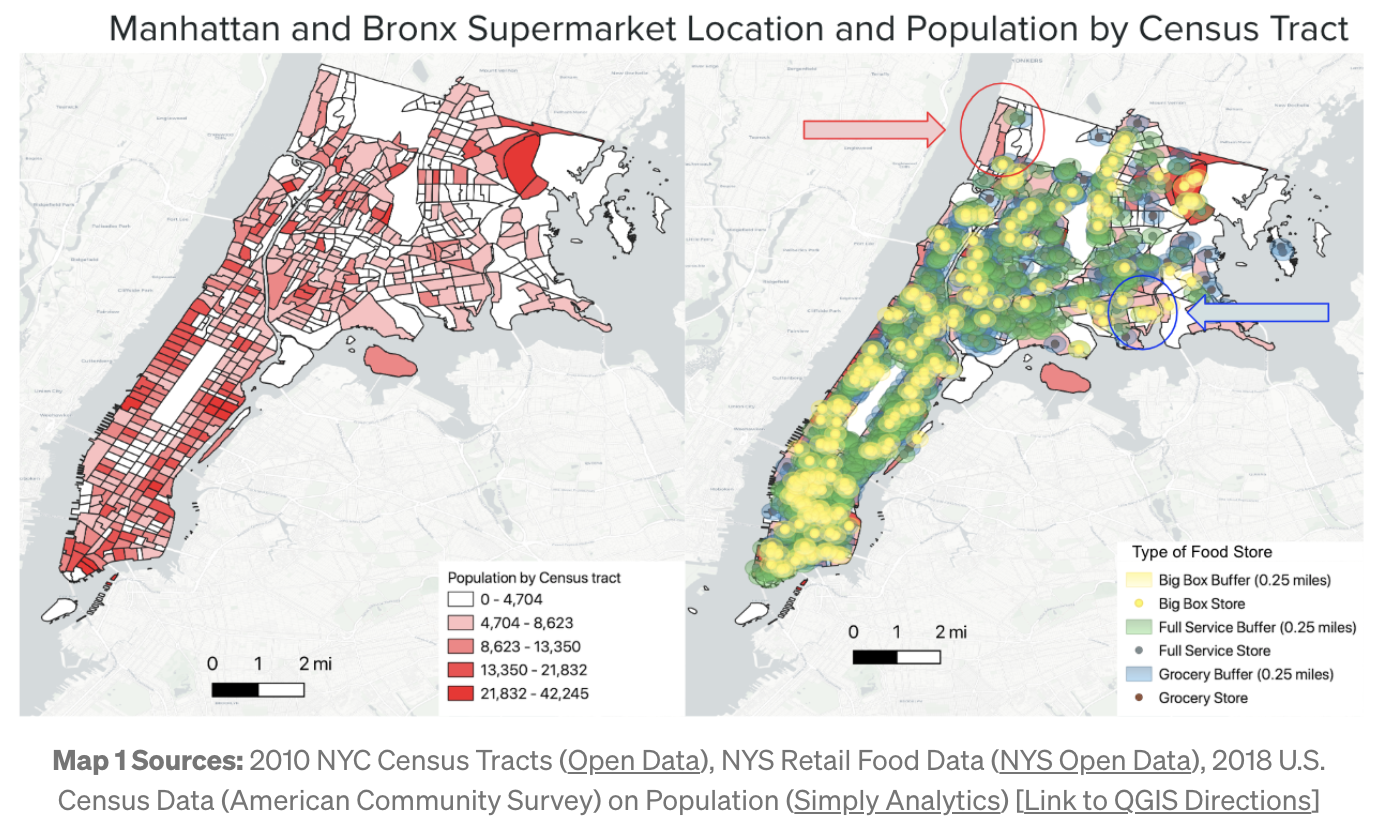 Manhattan and Bronx Supermarket Location and Population by Census Tract
YONKERS
Population by Census tract
0 - 4,704
4,704 - 8,623
8,623 - 13,350
13,350 - 21,832
21,832 - 42,245
0 1 2 mi
Type of Food Store
Big Box Buffer (0.25 miles)
Big Box Store
Full Service Buffer (0.25 miles)
Full Service Store
Grocery Buffer (0.25 miles)
Grocery Store
0 1 2 mi
Map 1 Sources: 2010 NYC Census Tracts (Open Data), NYS Retail Food Data (NYS Open Data), 2018 U.S.
Census Data (American Community Survey) on Population (Simply Analytics) [Link to QGIS Directions]